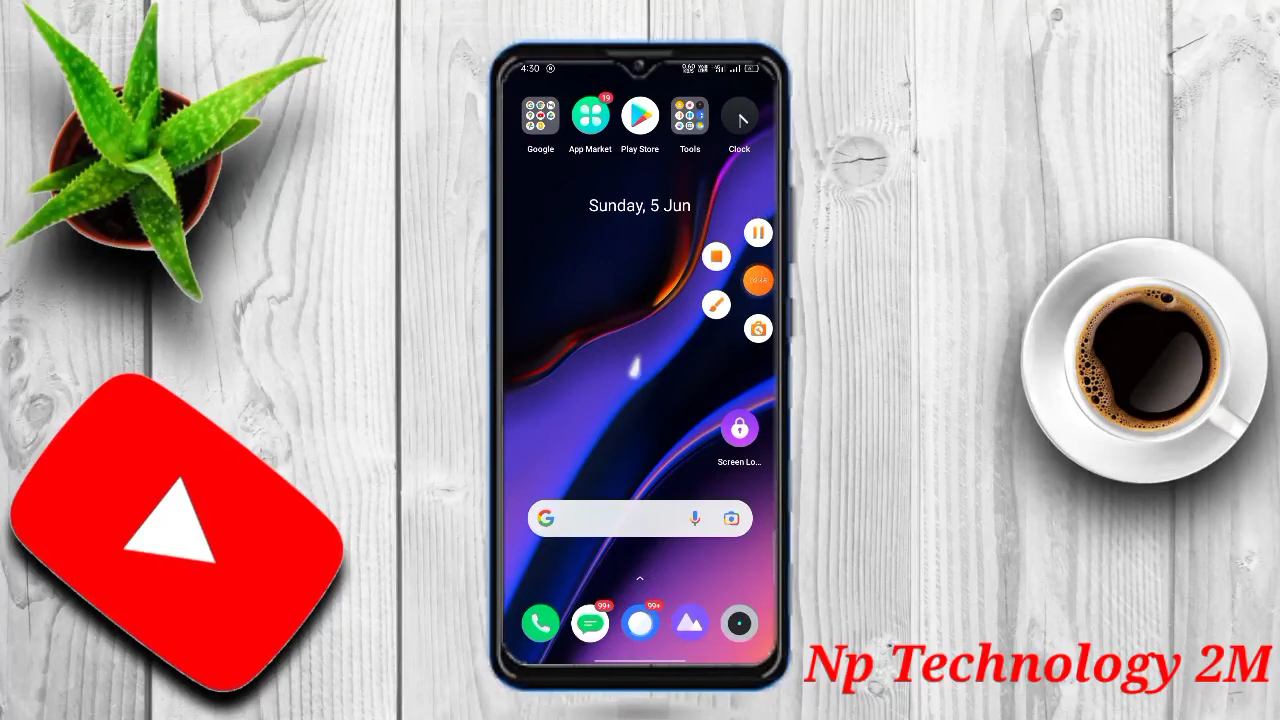 4:30
19
Google
App Market
Play Store
Tools
Clock
Sunday, 5 Jun
Screen Lo...
99+
99+
Np Technology 2M